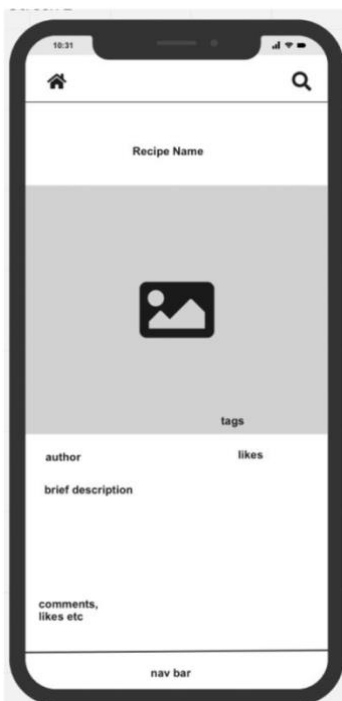 10:31
Recipe Name
tags
author
likes
brief description
comments,
likes etc
nav bar